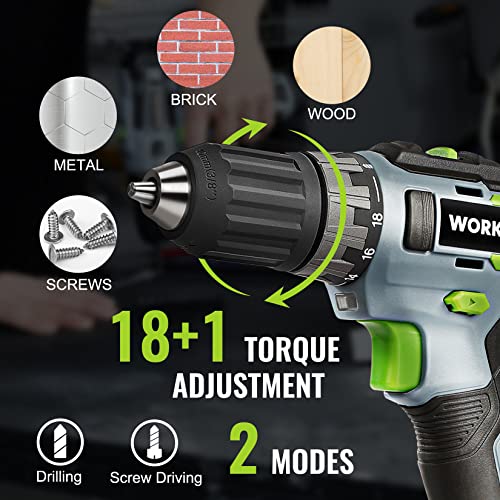 BRICK
WOOD
METAL
SCREWS
18
16
14
WORK
18+1 TORQUE
ADJUSTMENT
2 MODES
Drilling
Screw Driving